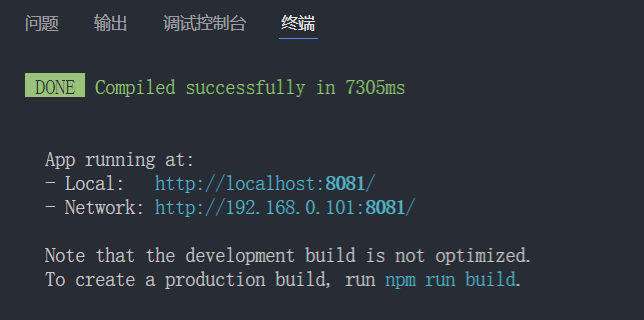 问题 输出 调试控制台 终端
DONE Compiled successfully in 7305ms
App running at:
- Local: http://localhost:8081/
- Network: http://192.168.0.101:8081/
Note that the development build is not optimized.
To create a production build, run npm run build.